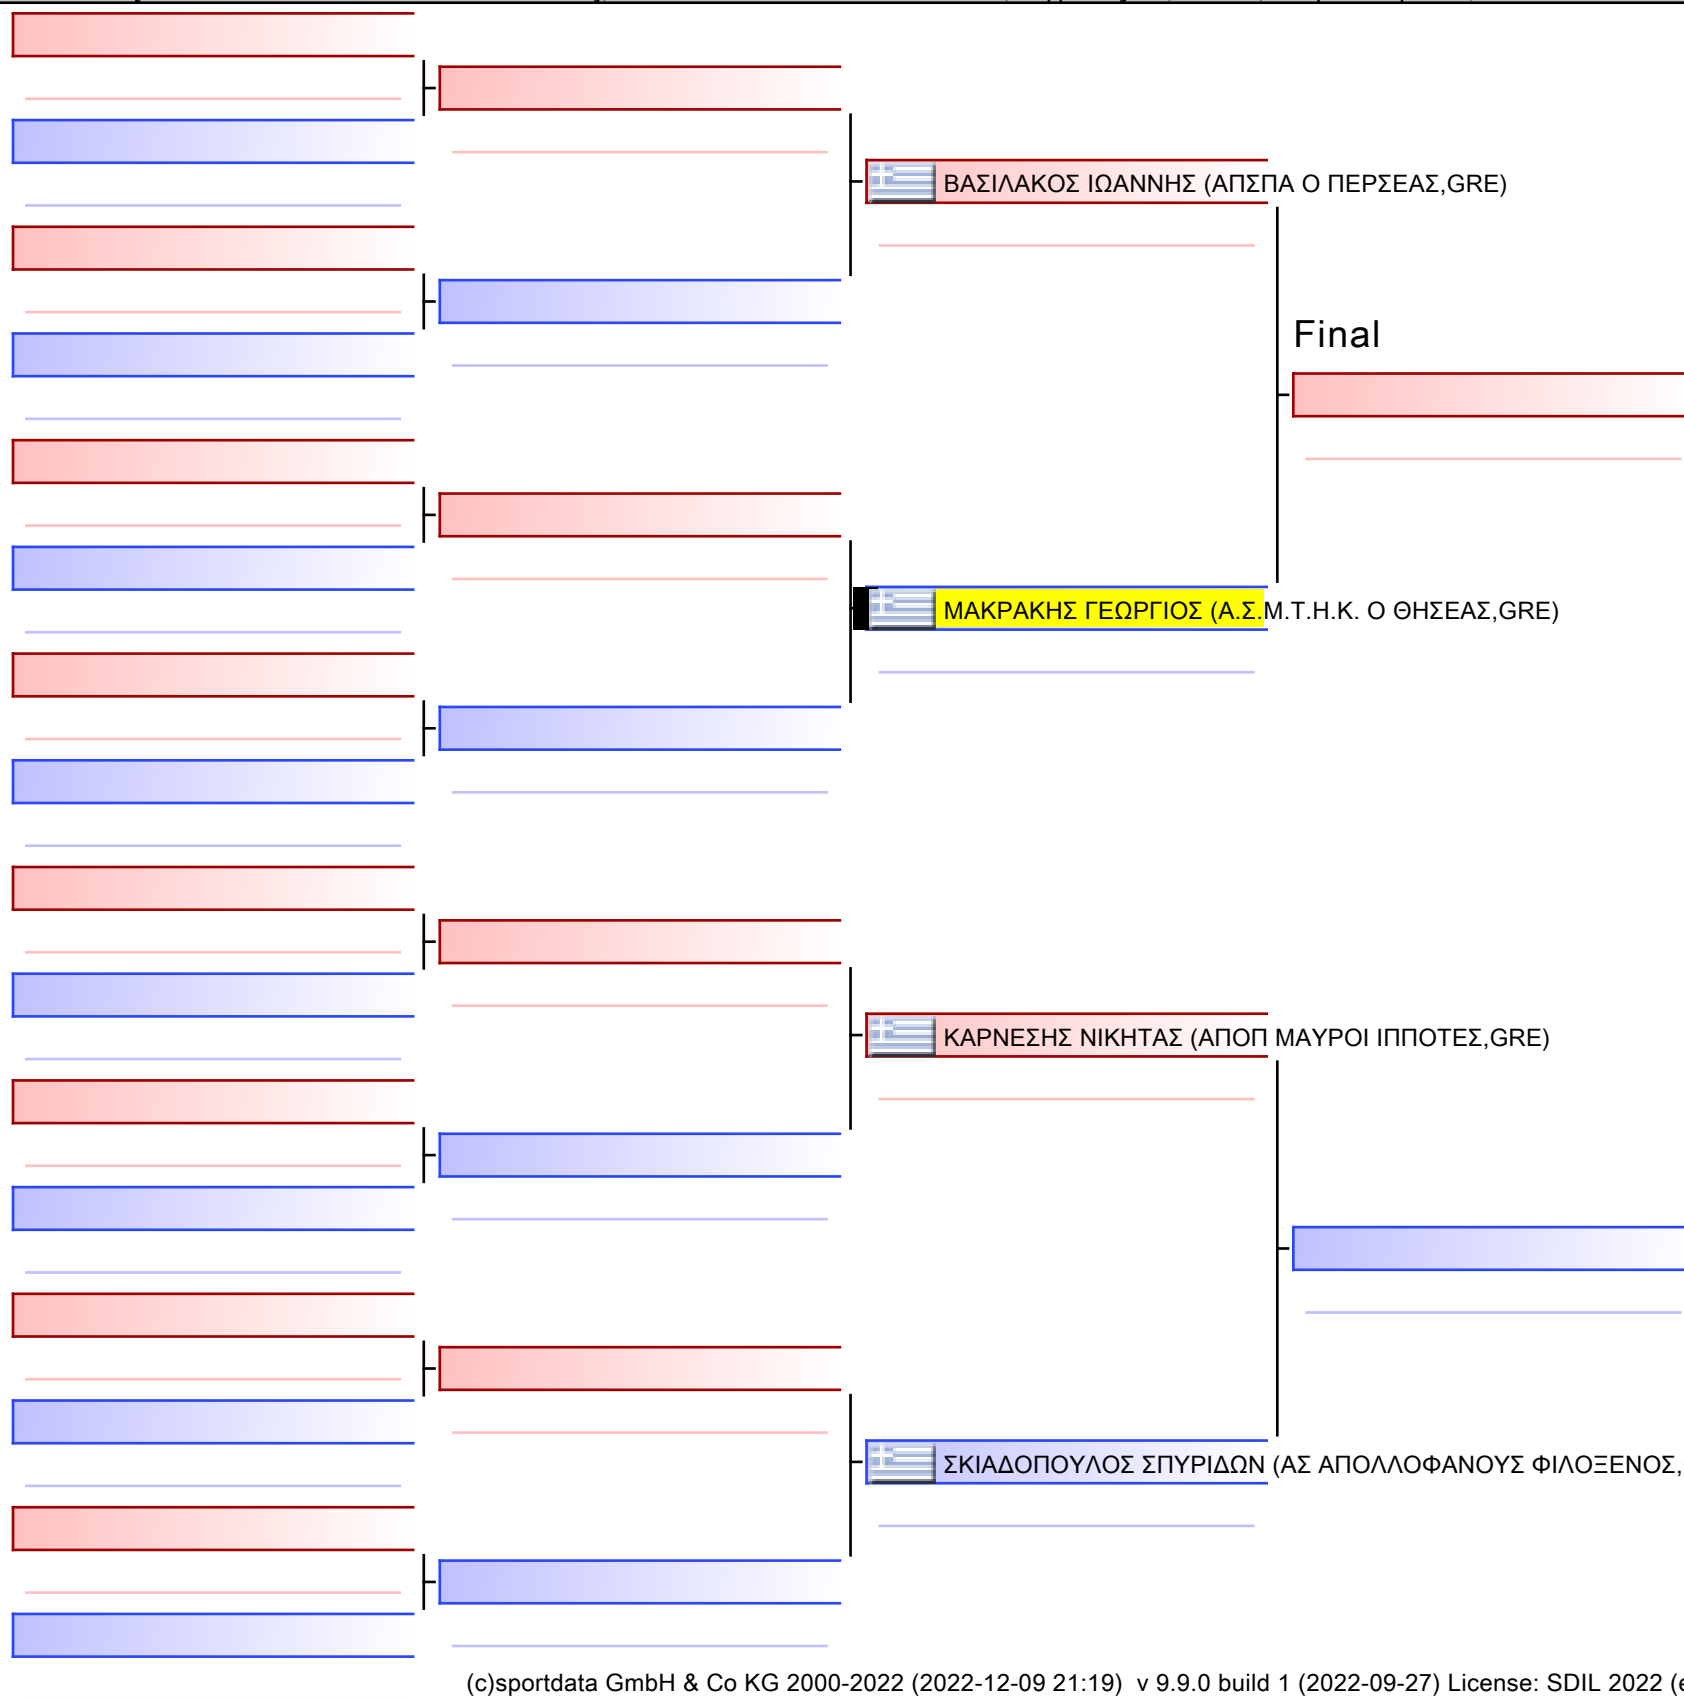 ΒΑΣΙΛΑΚΟΣ ΙΩΑΝΝΗΣ (ΑΠΣΠΑ Ο ΠΕΡΣΕΑΣ,GRE)
Final
ΜΑΚΡΑΚΗΣ ΓΕΩΡΓΙΟΣ (Α.Σ.Μ.Τ.Η.Κ. Ο ΘΗΣΕΑΣ,GRE)
ΚΑΡΝΕΣΗΣ ΝΙΚΗΤΑΣ (ΑΠΟΠ ΜΑΥΡΟΙ ΙΠΠΟΤΕΣ,GRE)
ΣΚΙΑΔΟΠΟΥΛΟΣ ΣΠΥΡΙΔΩΝ (ΑΣ ΑΠΟΛΛΟΦΑΝΟΥΣ ΦΙΛΟΞΕΝΟΣ,
(c)sportdata GmbH & Co KG 2000-2022 (2022-12-09 21:19) v 9.9.0 build 1 (2022-09-27) License: SDIL 2022 (